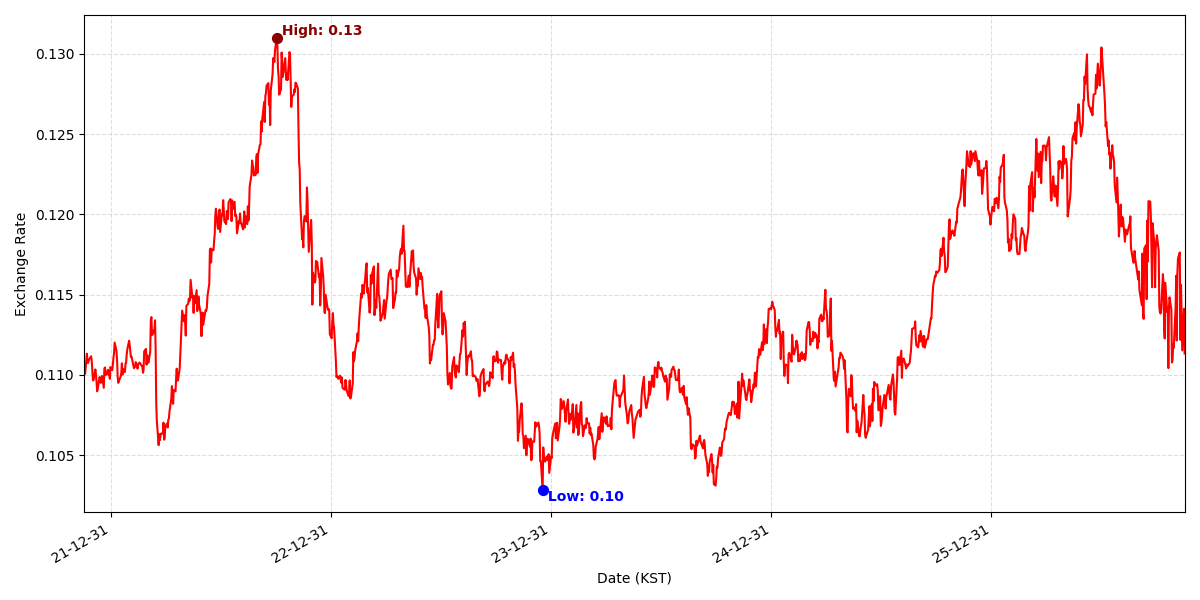 High: 0.13
0.130
0.125
0.120
0.115
0.110
0.105
Exchange Rate
Low: 0.10
21-12-31
22-12-31
23-12-31
24-12-31
25-12-31
Date (KST)